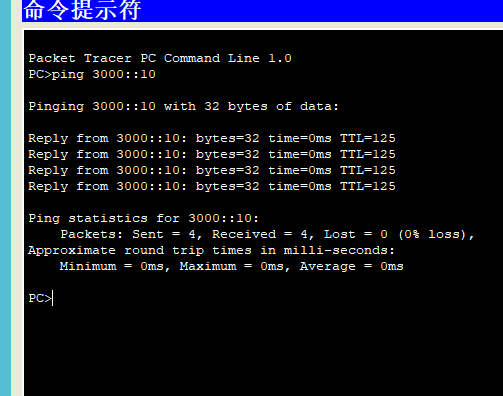 命令提示符
Packet Tracer PC Command Line 1.0
PC>ping 3000::10
Pinging 3000::10 with 32 bytes of data:
Reply from 3000::10: bytes=32 time=0ms TTL=125
Reply from 3000::10: bytes=32 time=0ms TTL=125
Reply from 3000::10: bytes=32 time=0ms TTL=125
Reply from 3000::10: bytes=32 time=0ms TTL=125
Ping statistics for 3000::10:
Packets: Sent = 4, Received = 4, Lost = 0 (0% loss),
Approximate round trip times in milli-seconds:
Minimum = 0ms, Maximum = 0ms, Average = 0ms
PC>